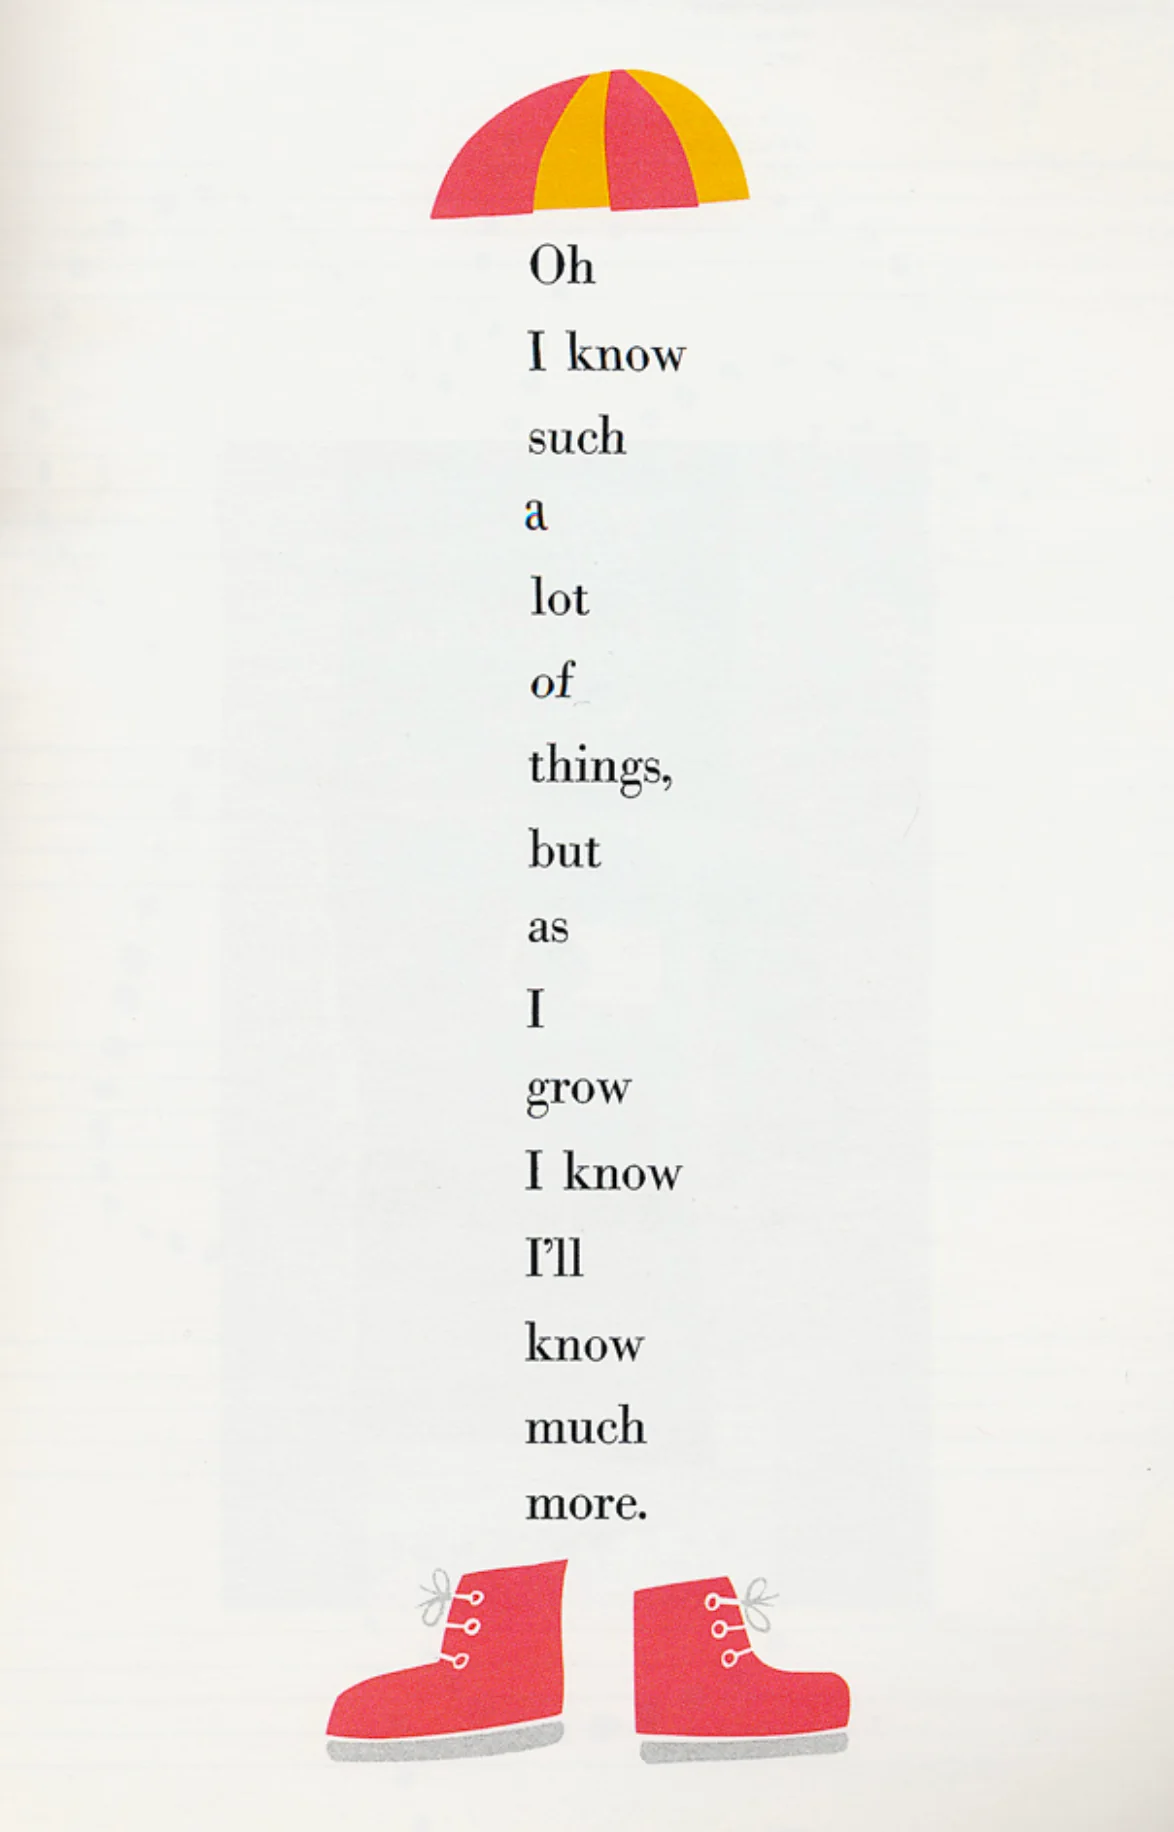 Oh
I know
such
a
lot
of
things,
but
as
I
grow
I know
I’ll
know
much
more.